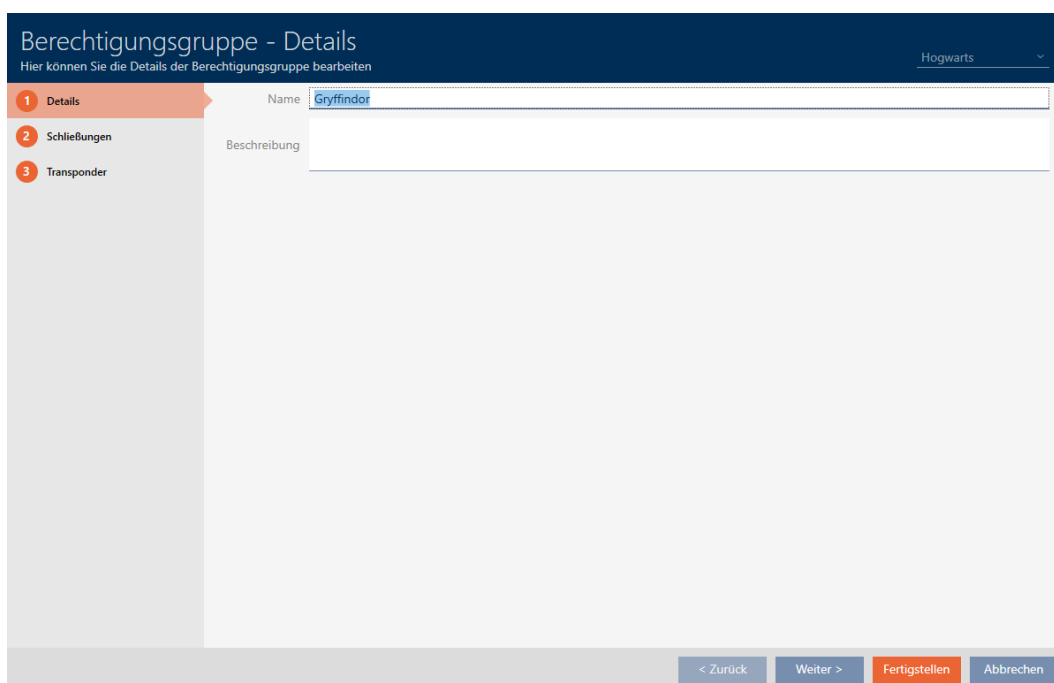 Berechtigungsgruppe - Details
Hier können Sie die Details der Berechtigungsgruppe bearbeiten
Hogwarts
1 Details
2 Schließungen
3 Transponder
Name Gryffindor
Beschreibung
< Zurück Weiter > Fertigstellen Abbrechen